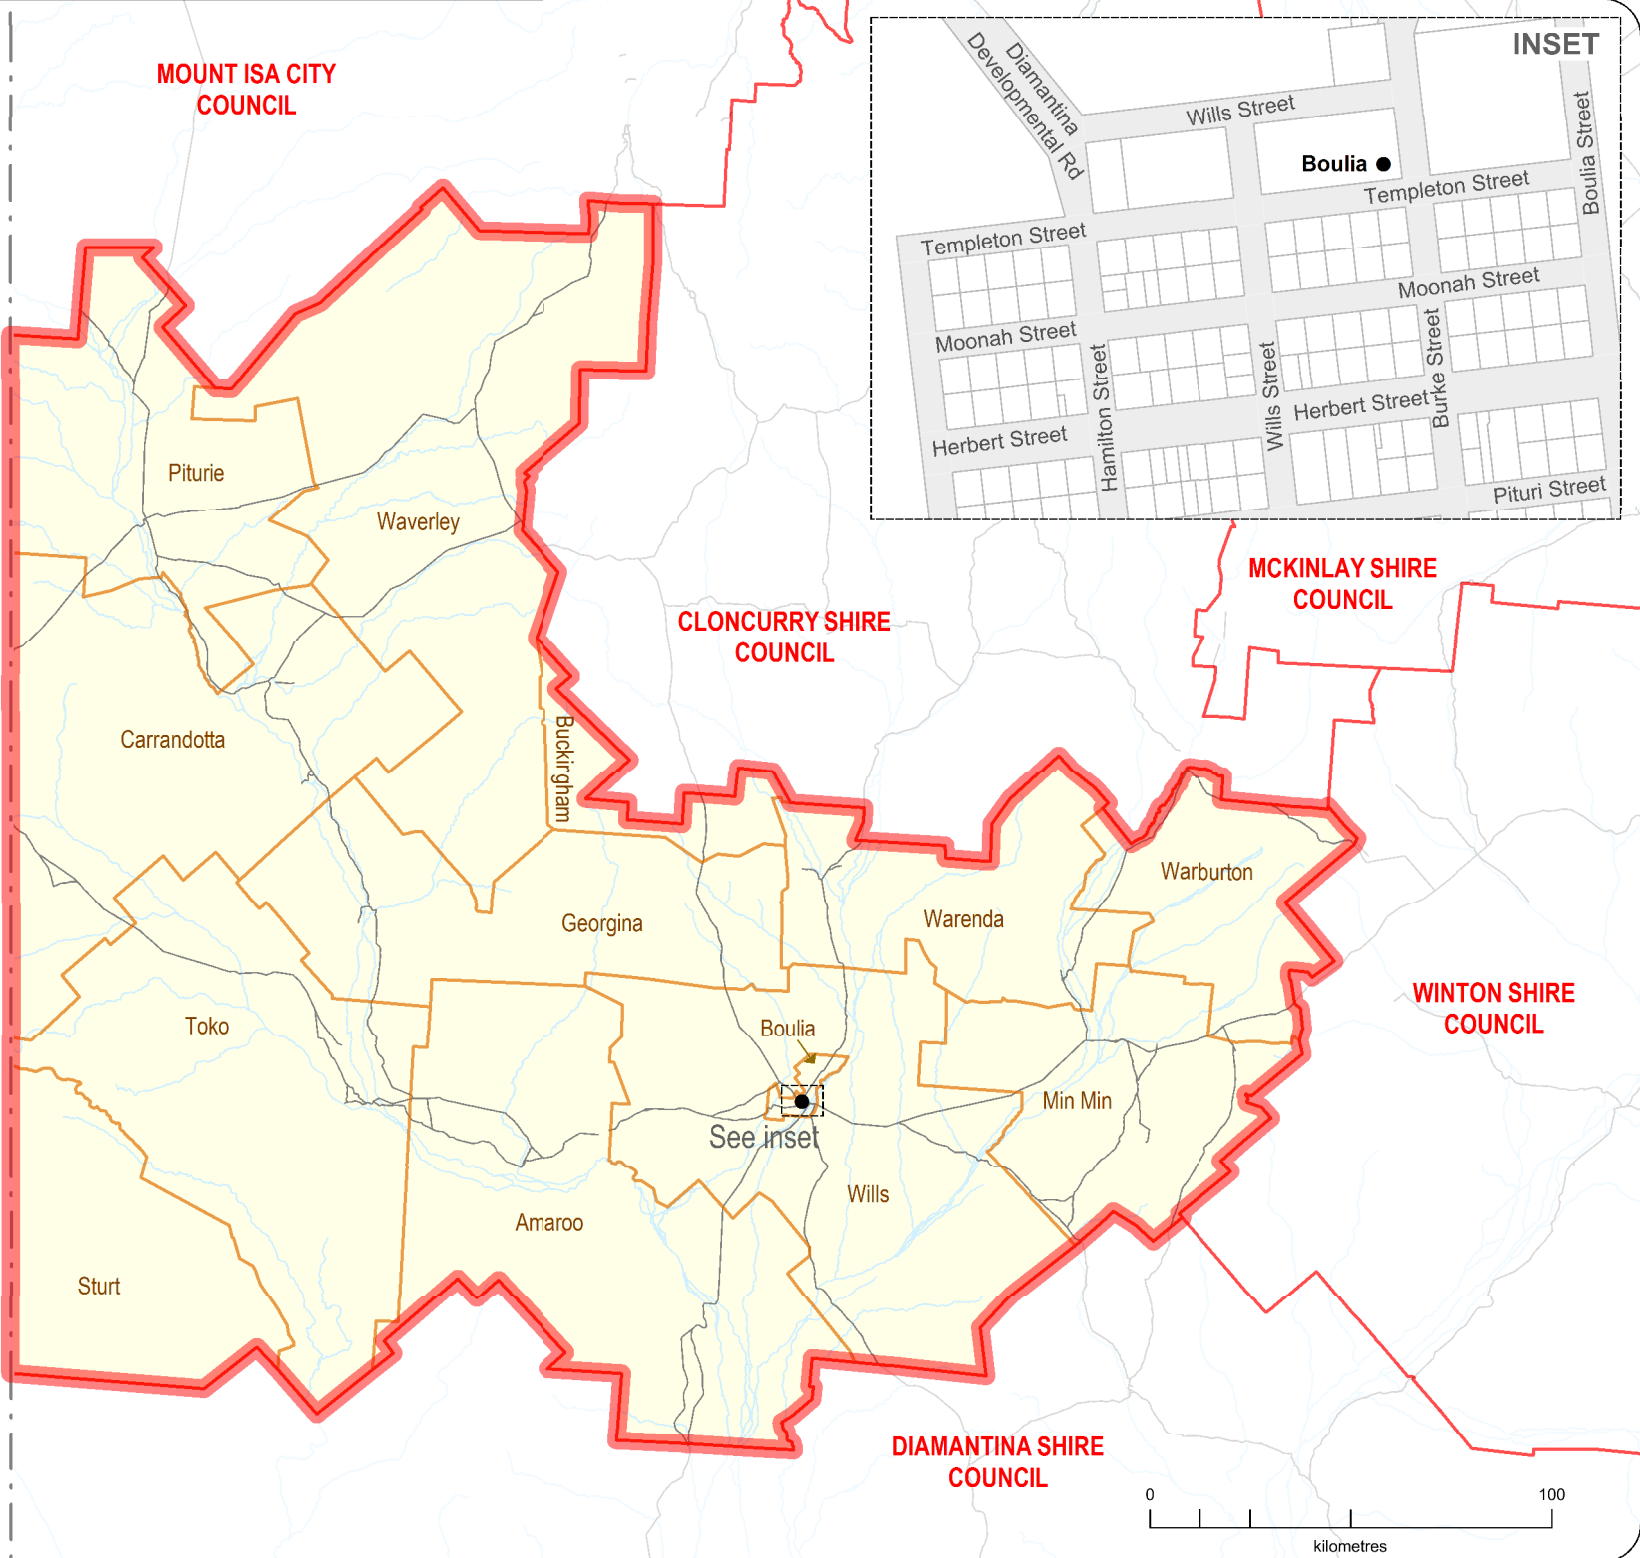 MOUNT ISA CITY
COUNCIL
INSET
Diamantina
Developmental Rd
Wills Street
Boulia Street
Boulia
Templeton Street
Templeton Street
Moonah Street
Moonah Street
Hamilton Street
Wills Street
Burke Street
Herbert Street
Herbert Street
Pituri Street
Piturie
Waverley
MCKINLAY SHIRE
COUNCIL
CLONCURRY SHIRE
COUNCIL
Carrandotta
Buckingham
Warburton
Georgina
Warenda
WINTON SHIRE
COUNCIL
Toko
Boulia
Min Min
See inset
Wills
Amaroo
Sturt
DIAMANTINA SHIRE
COUNCIL
0 100
kilometres